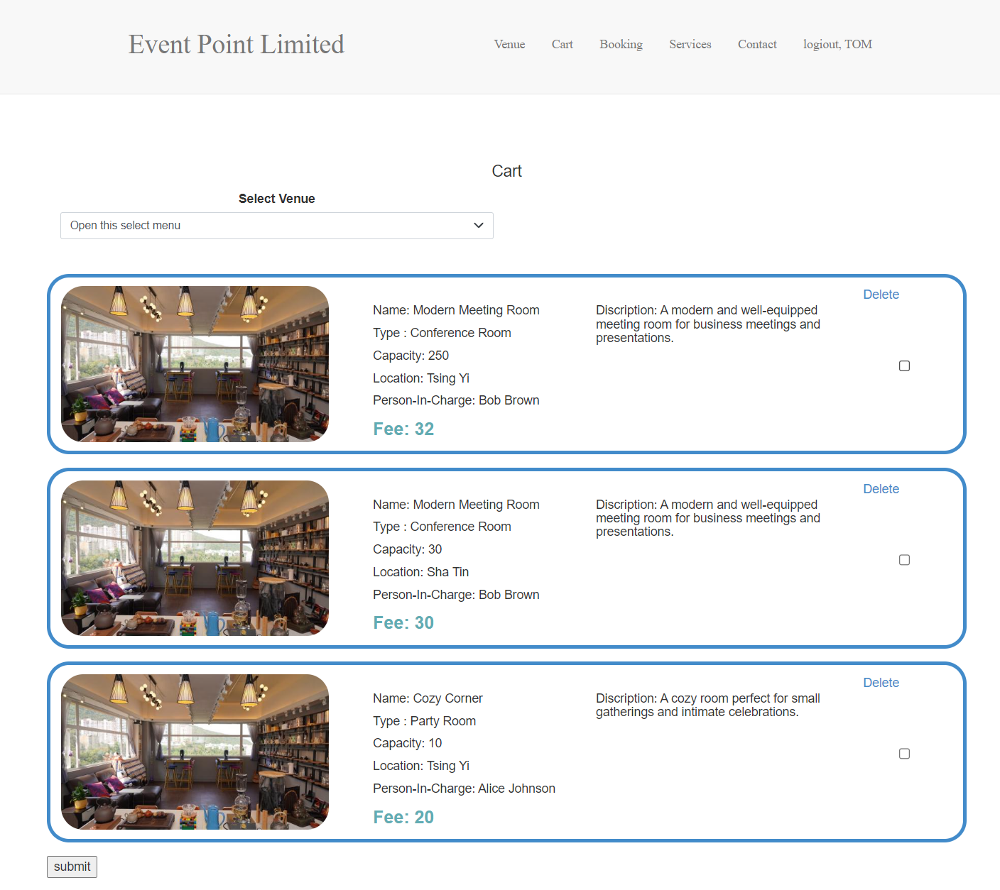 Event Point Limited
Venue Cart Booking Services Contact logiout, TOM
Cart
Select Venue
Open this select menu
Delete
Name: Modern Meeting Room
Type : Conference Room
Capacity: 250
Location: Tsing Yi
Person-In-Charge: Bob Brown
Fee: 32
Discription: A modern and well-equipped
meeting room for business meetings and
presentations.
Delete
Name: Modern Meeting Room
Type : Conference Room
Capacity: 30
Location: Sha Tin
Person-In-Charge: Bob Brown
Fee: 30
Discription: A modern and well-equipped
meeting room for business meetings and
presentations.
Delete
Name: Cozy Corner
Type : Party Room
Capacity: 10
Location: Tsing Yi
Person-In-Charge: Alice Johnson
Fee: 20
Discription: A cozy room perfect for small
gatherings and intimate celebrations.
submit